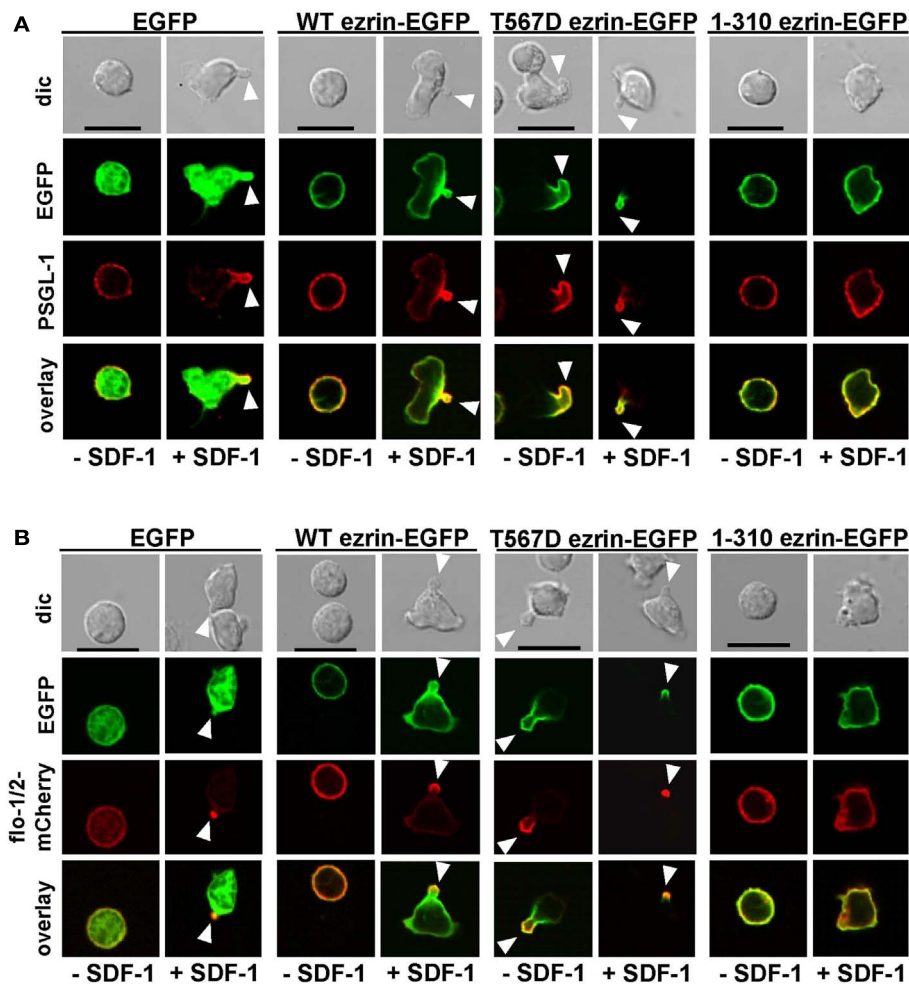 A
EGFP WT ezrin-EGFP T567D ezrin-EGFP 1-310 ezrin-EGFP
dic
EGFP
PSGL-1
overlay
- SDF-1 + SDF-1 - SDF-1 + SDF-1 - SDF-1 + SDF-1 - SDF-1 + SDF-1
B
EGFP WT ezrin-EGFP T567D ezrin-EGFP 1-310 ezrin-EGFP
dic
EGFP
flo-1/2-
mCherry
overlay
- SDF-1 + SDF-1 - SDF-1 + SDF-1 - SDF-1 + SDF-1 - SDF-1 + SDF-1